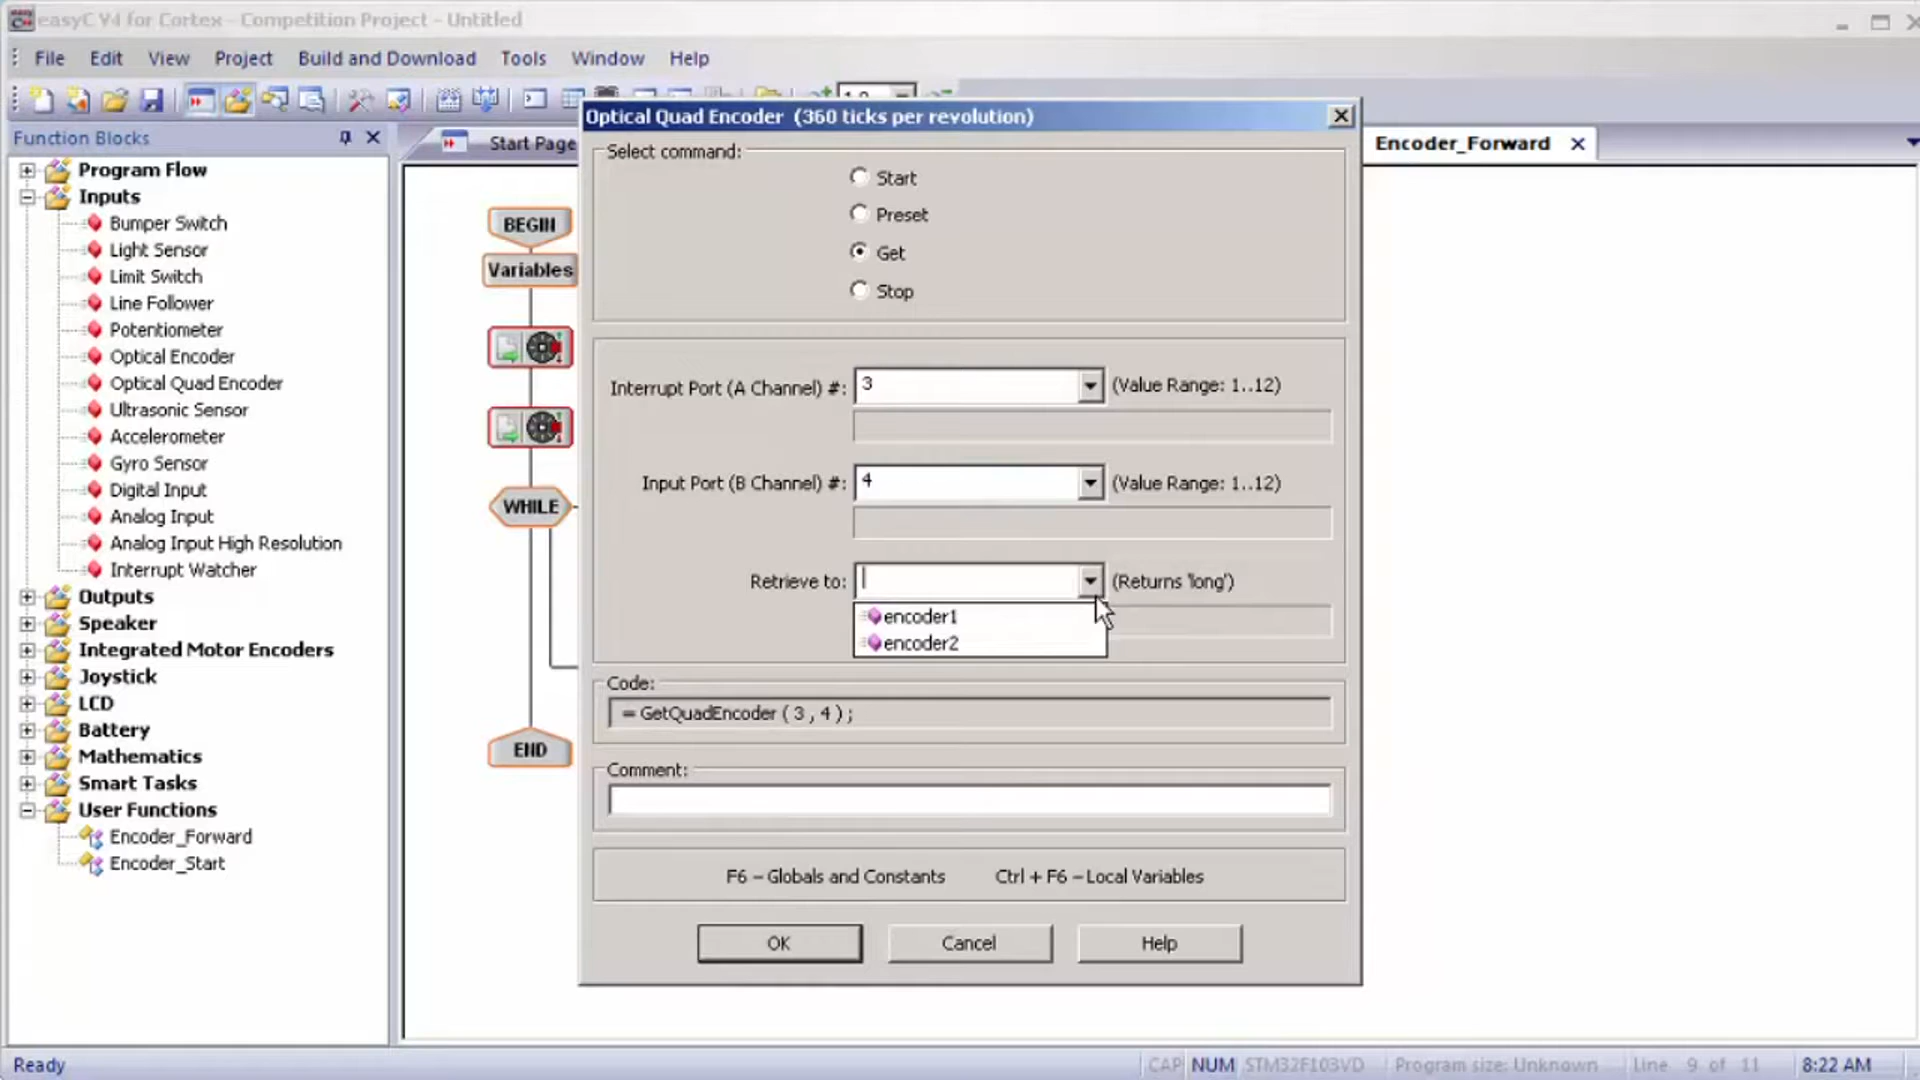 easyC V4 for Cortex - Competition Project - Untitled
File Edit View Project Build and Download Tools Window Help
Function Blocks
Program Flow
Inputs
Bumper Switch
Light Sensor
Limit Switch
Line Follower
Potentiometer
Optical Encoder
Optical Quad Encoder
Ultrasonic Sensor
Accelerometer
Gyro Sensor
Digital Input
Analog Input
Analog Input High Resolution
Interrupt Watcher
Outputs
Speaker
Integrated Motor Encoders
Joystick
LCD
Battery
Mathematics
Smart Tasks
User Functions
Encoder_Forward
Encoder_Start
Start Page
Encoder_Forward
BEGIN
Variables
WHILE
END
Optical Quad Encoder (360 ticks per revolution)
Select command:
Start
Preset
Get
Stop
Interrupt Port (A Channel) #: 3 (Value Range: 1..12)
Input Port (B Channel) #: 4 (Value Range: 1..12)
Retrieve to: (Returns 'long')
encoder1
encoder2
Code:
= GetQuadEncoder ( 3 , 4 ) ;
Comment:
F6 – Globals and Constants Ctrl + F6 – Local Variables
OK Cancel Help
Ready CAP NUM STM32F103VD Program size: Unknown Line 9 of 11 8:22 AM